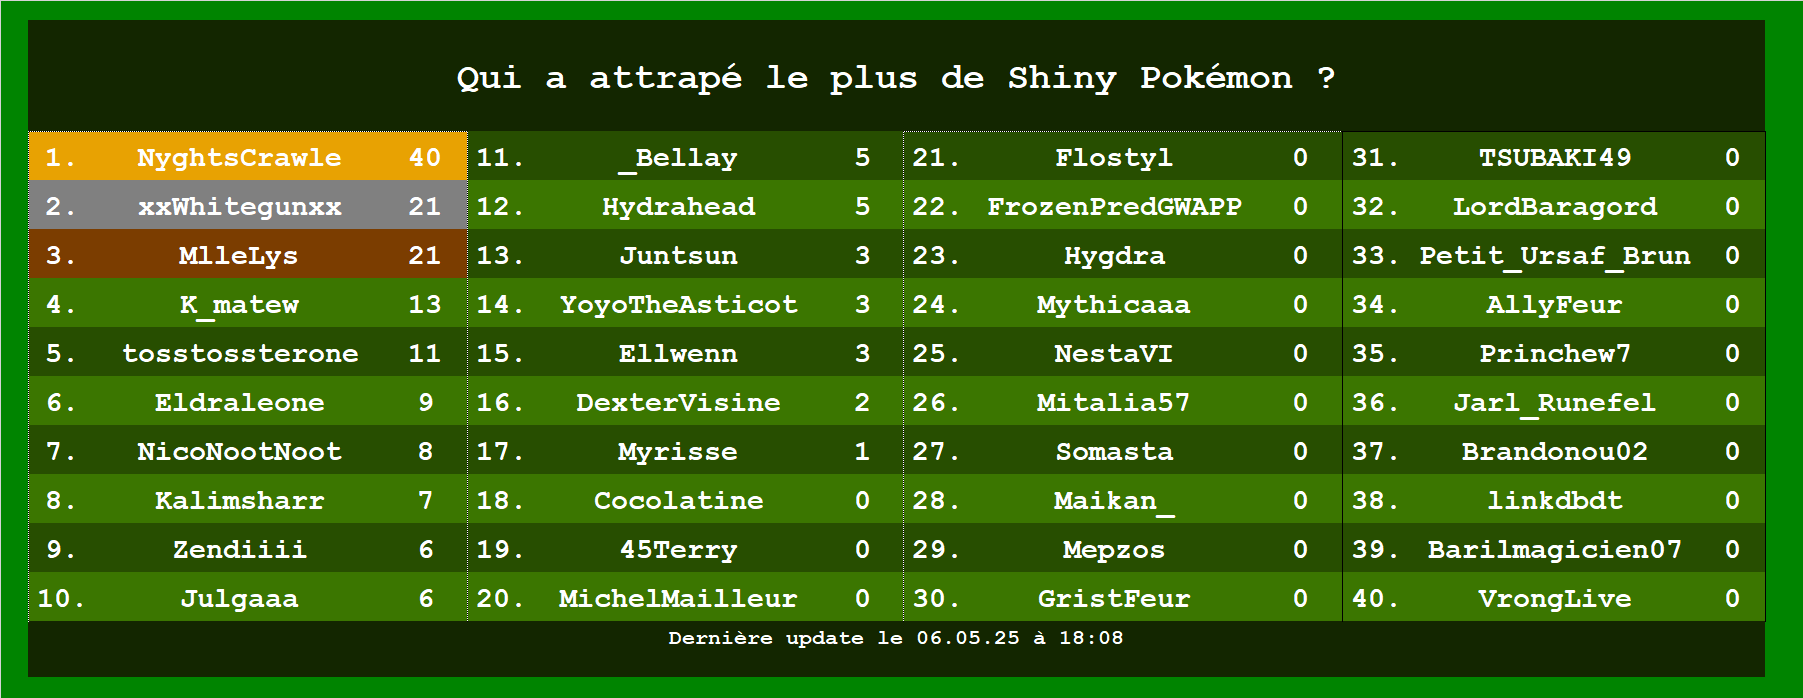 Qui a attrapé le plus de Shiny Pokémon ?
1. NyghtsCrawle 40
2. xxWhitegunxx 21
3. MlleLys 21
4. K_matew 13
5. tosstossterone 11
6. Eldraleone 9
7. NicoNootNoot 8
8. Kalimsharr 7
9. Zendiiii 6
10. Julgaaa 6
11. _Bellay 5
12. Hydrahead 5
13. Juntsun 3
14. YoyoTheAsticot 3
15. Ellwenn 3
16. DexterVisine 2
17. Myrisse 1
18. Cocolatine 0
19. 45Terry 0
20. MichelMailleur 0
21. Flostyl 0
22. FrozenPredGWAPP 0
23. Hygdra 0
24. Mythicaaa 0
25. NestaVI 0
26. Mitalia57 0
27. Somasta 0
28. Maikan_ 0
29. Mepzos 0
30. GristFeur 0
31. TSUBAKI49 0
32. LordBaragord 0
33. Petit_Ursaf_Brun 0
34. AllyFeur 0
35. Princhew7 0
36. Jarl_Runefel 0
37. Brandonou02 0
38. linkdbdt 0
39. Barilmagicien07 0
40. VrongLive 0
Dernière update le 06.05.25 à 18:08